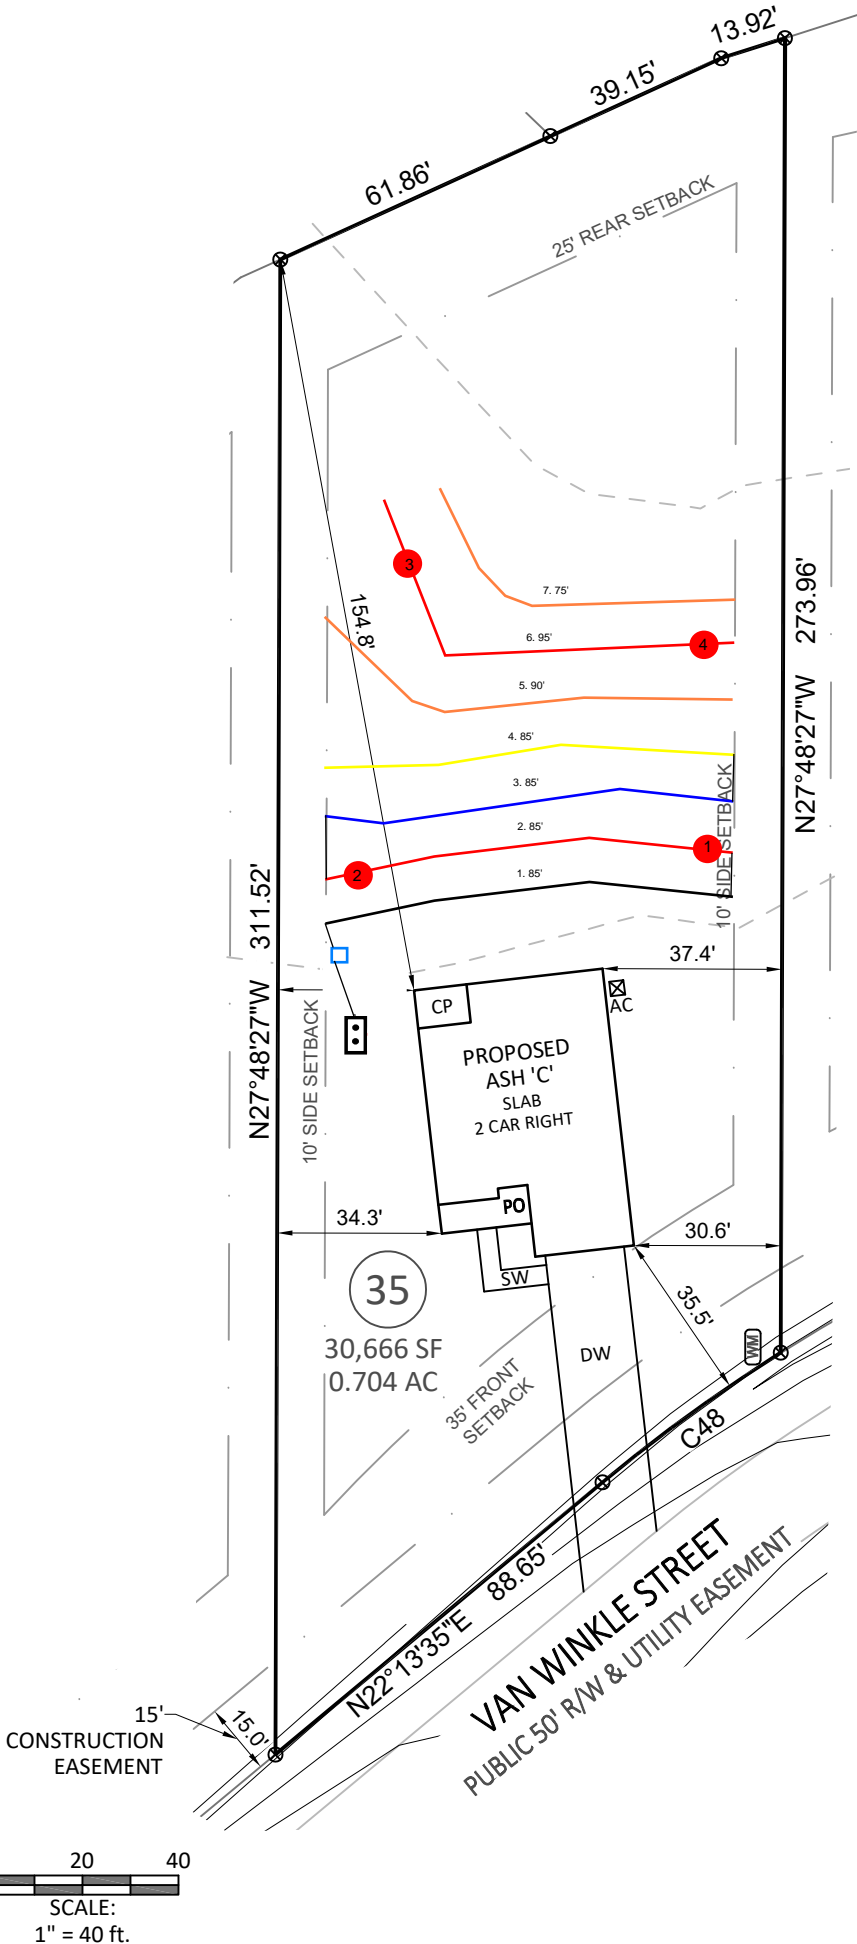 13.92'
39.15'
61.86'
25' REAR SETBACK
3
7. 75'
154.8'
6. 95'
4
N27°48'27"W 273.96'
5. 90'
4. 85'
3. 85'
10' SIDE SETBACK
2. 85'
1
2
1. 85'
N27°48'27"W 311.52'
37.4'
CP
AC
10' SIDE SETBACK
PROPOSED
ASH 'C'
SLAB
2 CAR RIGHT
PO
34.3'
30.6'
35
SW
35.5'
30,666 SF
0.704 AC
DW
WM
35' FRONT
SETBACK
C48
N22°13'35"E 88.65'
VAN WINKLE STREET
PUBLIC 50' R/W & UTILITY EASEMENT
15'
CONSTRUCTION
EASEMENT
15.0'
20 40
SCALE:
1" = 40 ft.